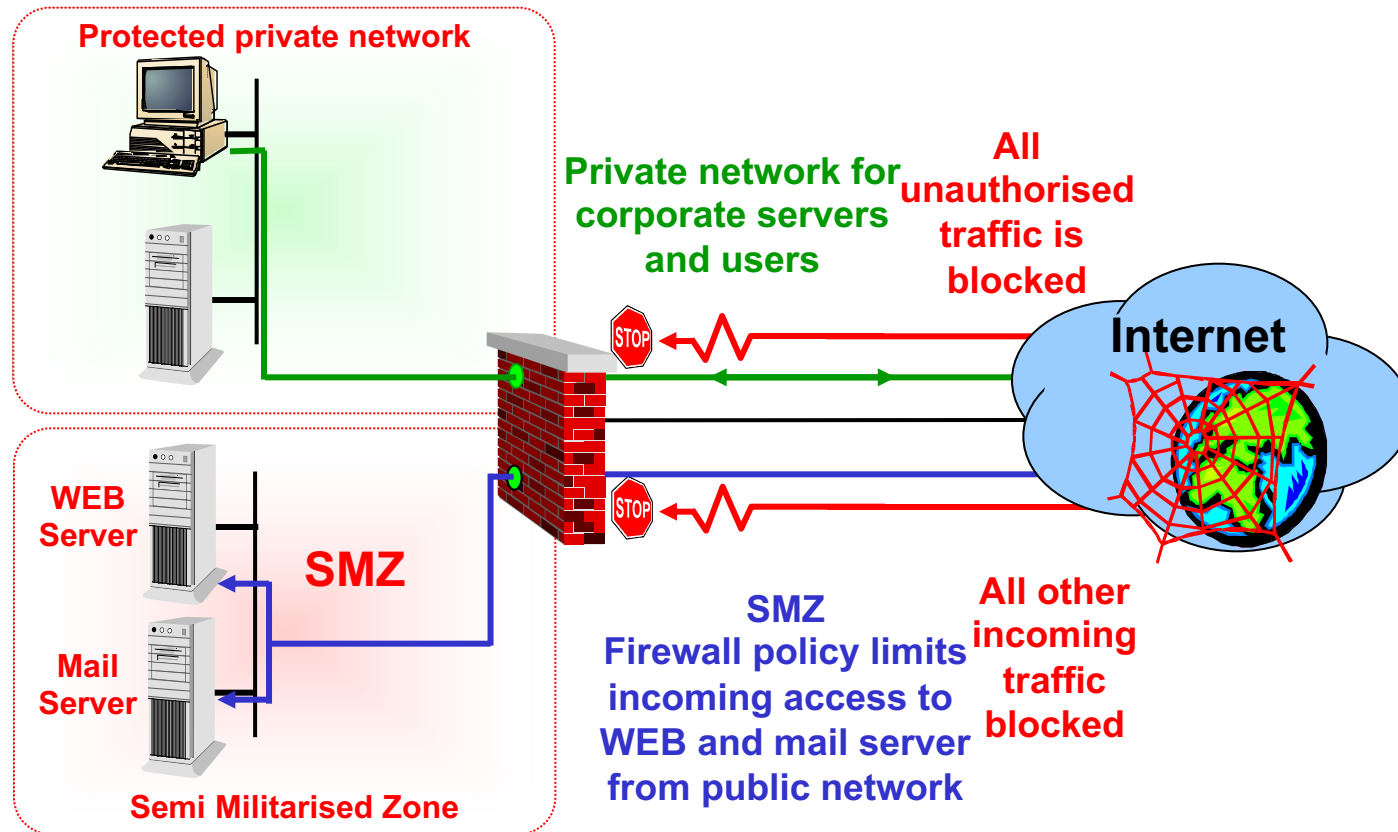 Protected private network
Private network for
corporate servers
and users
All
unauthorised
traffic is
blocked
STOP
Internet
STOP
WEB
Server
SMZ
Mail
Server
Semi Militarised Zone
SMZ
Firewall policy limits
incoming access to
WEB and mail server
from public network
All other
incoming
traffic
blocked